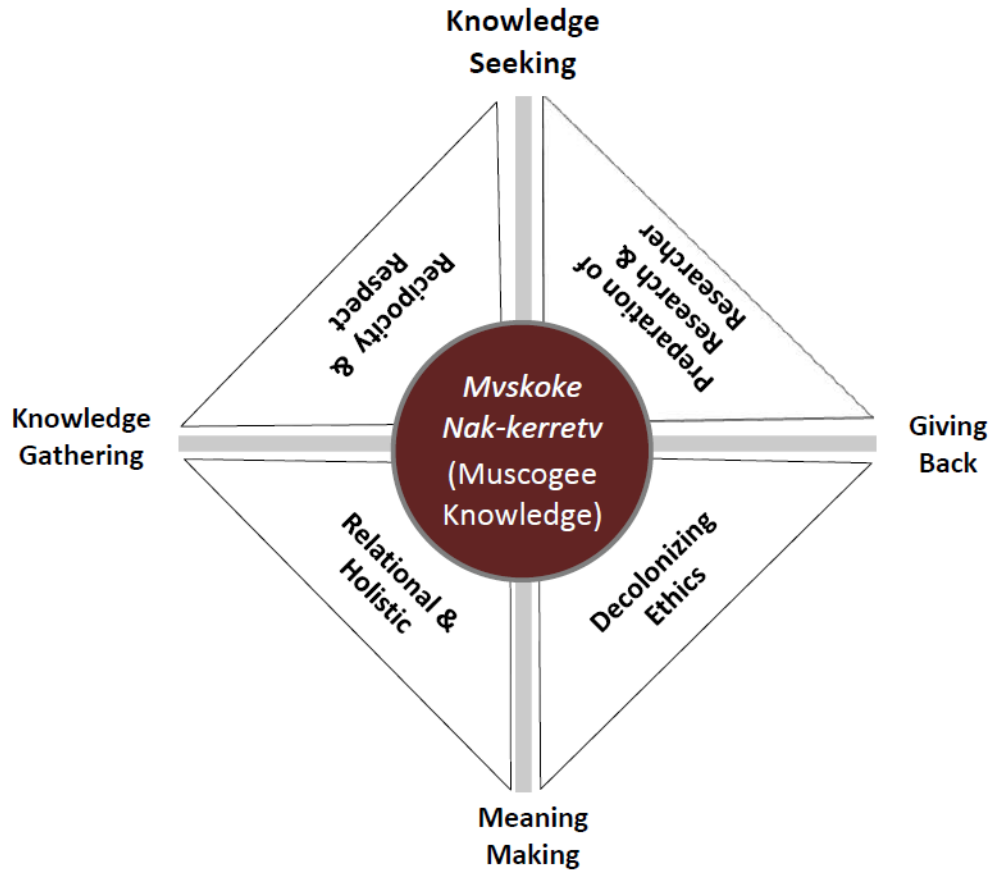 Knowledge
Seeking
Recipocity &
Respect
Preparation of
Research &
Researcher
Knowledge
Gathering
Mvskoke
Nak-kerretv
(Muscogee
Knowledge)
Giving
Back
Relational &
Holistic
Decolonizing
Ethics
Meaning
Making